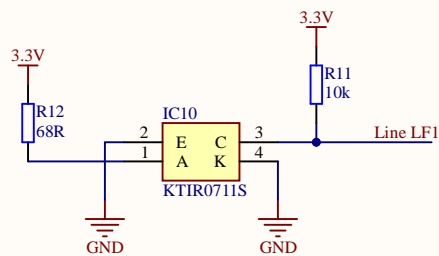 3.3V
3.3V
R11
10k
R12
68R
IC10
Line LF1
2 E C 3
1 A K 4
KTIR0711S
GND
GND